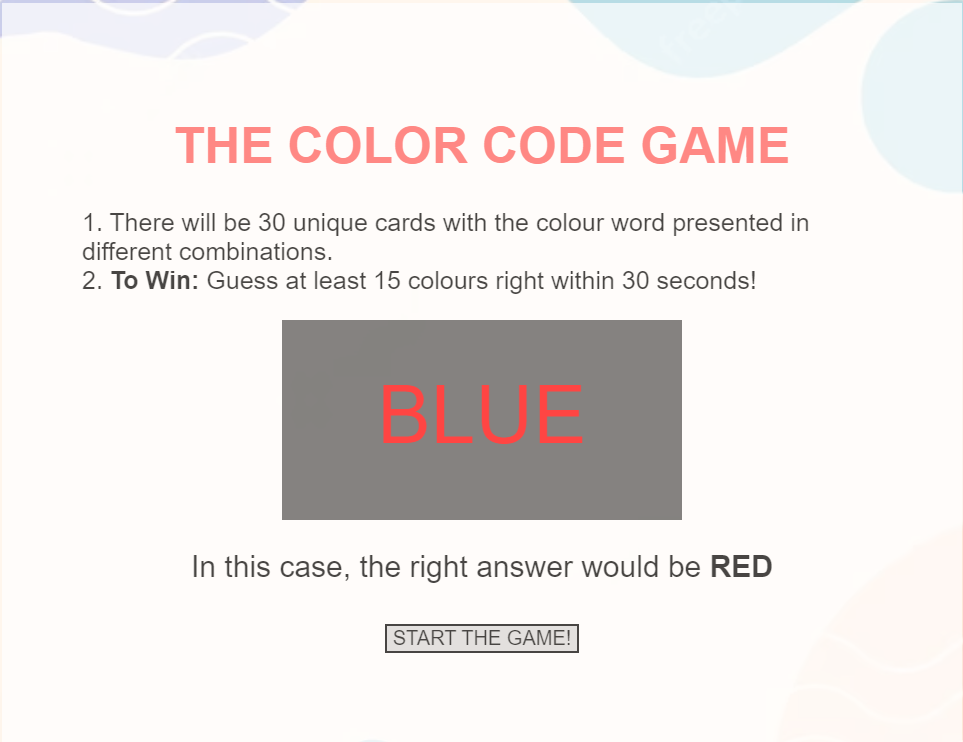 THE COLOR CODE GAME
1. There will be 30 unique cards with the colour word presented in
different combinations.
2. To Win: Guess at least 15 colours right within 30 seconds!
BLUE
In this case, the right answer would be RED
START THE GAME!